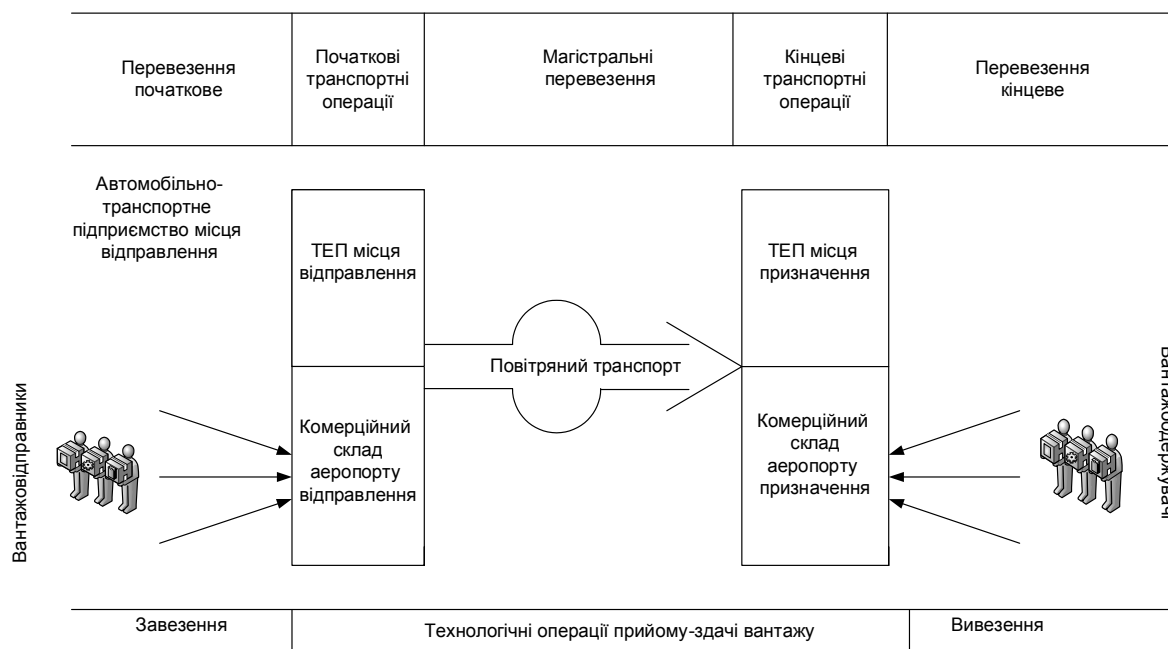 Перевезення
початкове
Початкові
транспортні
операції
Магістральні
перевезення
Кінцеві
транспортні
операції
Перевезення
кінцеве
Автомобільно-
транспортне
підприємство місця
відправлення
ТЕП місця
відправлення
ТЕП місця
призначення
Повітряний транспорт
Вантажовідправники
Комерційний
склад
аеропорту
відправлення
Комерційний
склад
аеропорту
призначення
Вантажоодержувачі
Завезення
Технологічні операції прийому-здачі вантажу
Вивезення